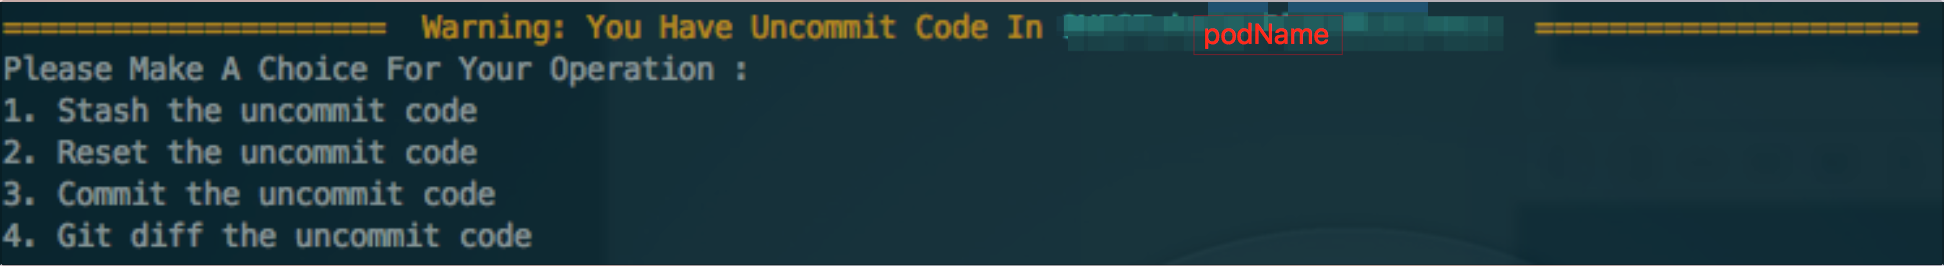 ===================== Warning: You Have Uncommit Code In podName =====================
Please Make A Choice For Your Operation :
1. Stash the uncommit code
2. Reset the uncommit code
3. Commit the uncommit code
4. Git diff the uncommit code